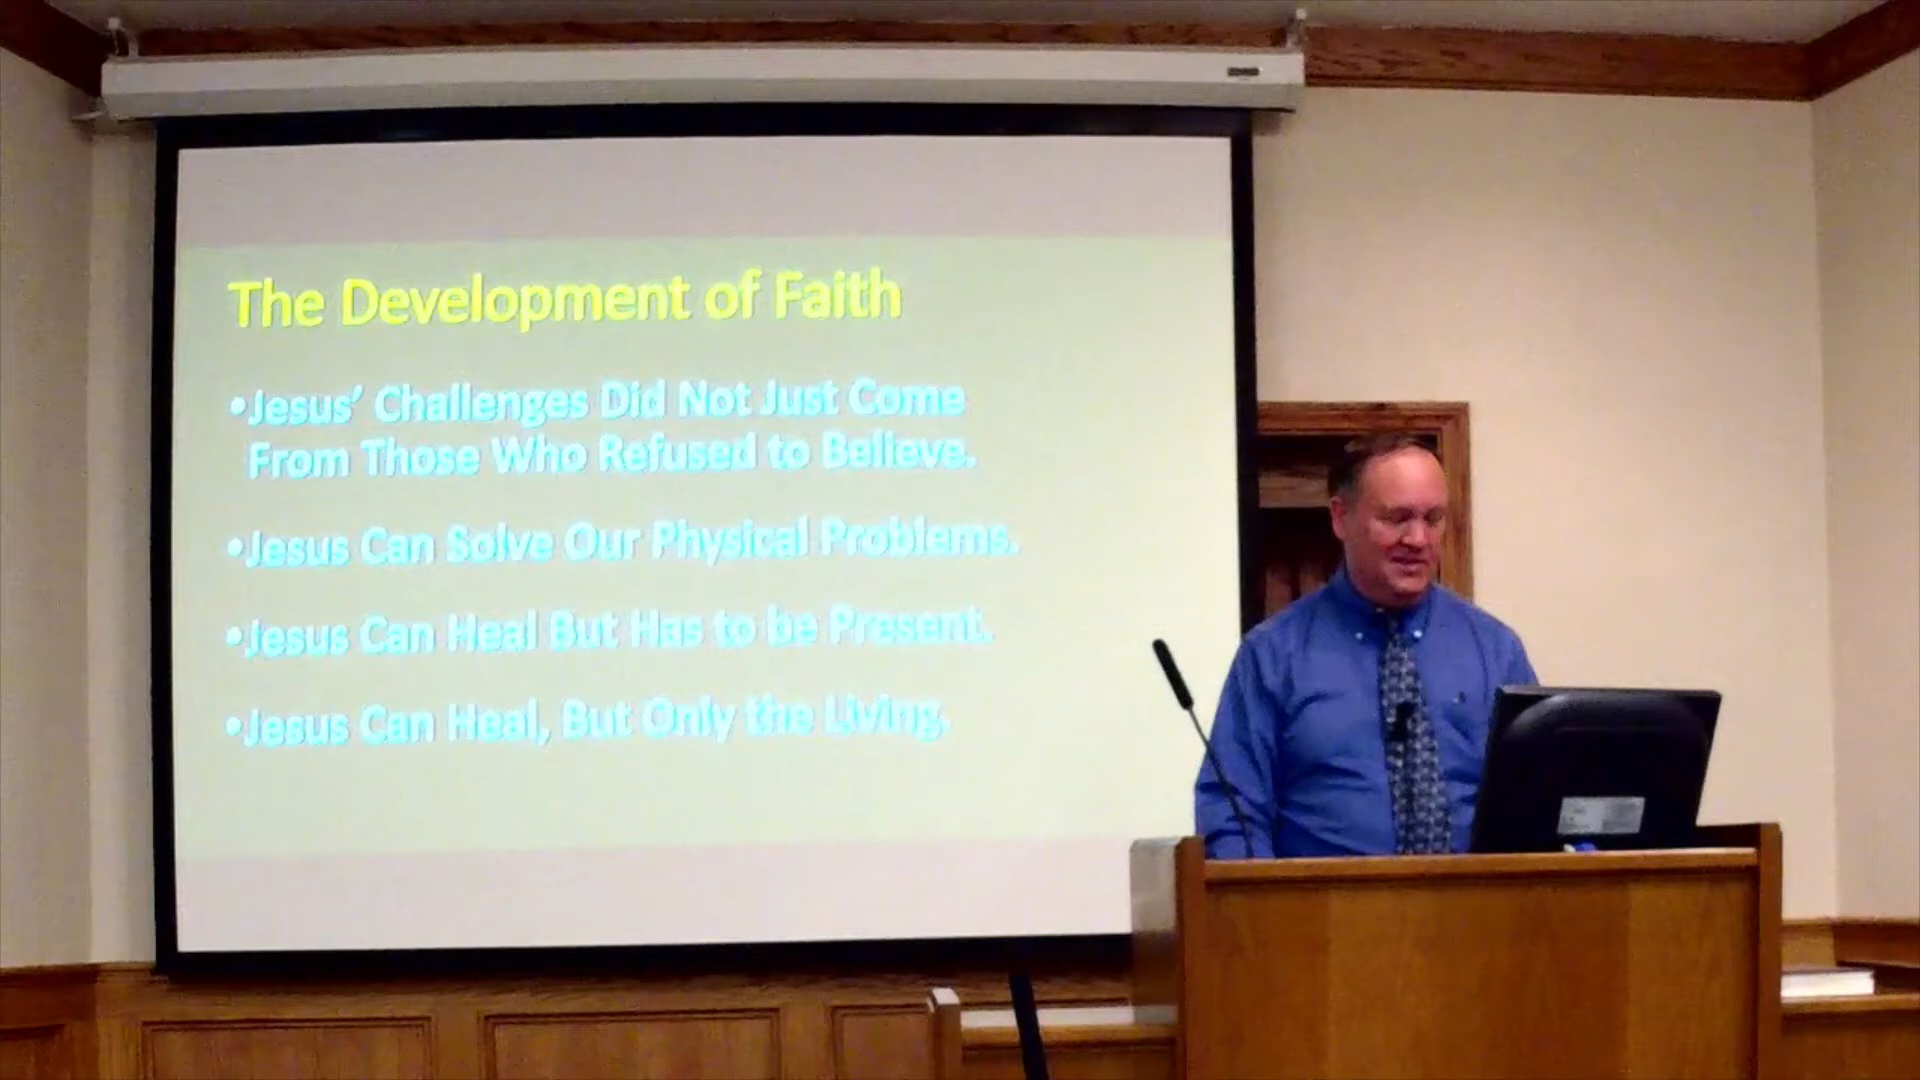 The Development of Faith
•Jesus’ Challenges Did Not Just Come
From Those Who Refused to Believe.
•Jesus Can Solve Our Physical Problems.
•Jesus Can Heal But Has to be Present.
•Jesus Can Heal, But Only the Living.